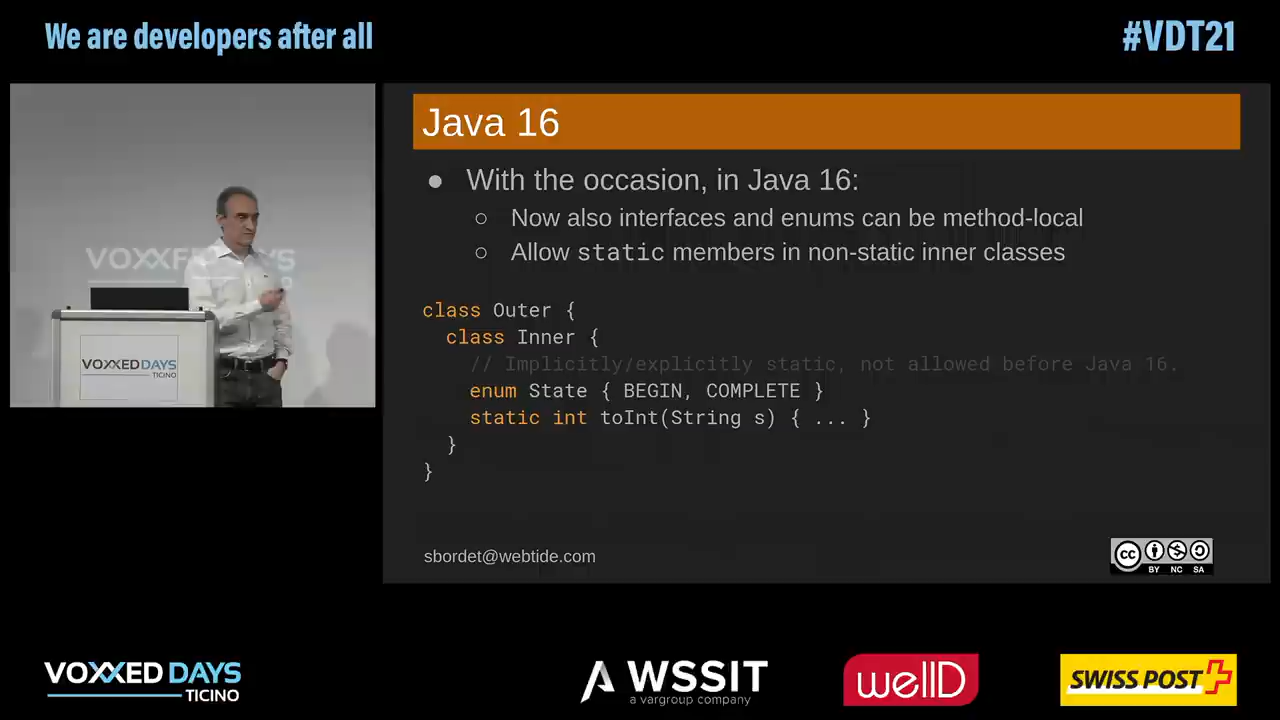 We are developers after all
#VDT21
Java 16
● With the occasion, in Java 16:
○ Now also interfaces and enums can be method-local
○ Allow static members in non-static inner classes
class Outer {
class Inner {
// Implicitly/explicitly static, not allowed before Java 16.
enum State { BEGIN, COMPLETE }
static int toInt(String s) { ... }
}
}
sbordet@webtide.com
cc
BY NC SA
VOXXED DAYS
VOXXED DAYS
TICINO
VOXXED DAYS
TICINO
WSSIT
a vargroup company
wellD
SWISS POST